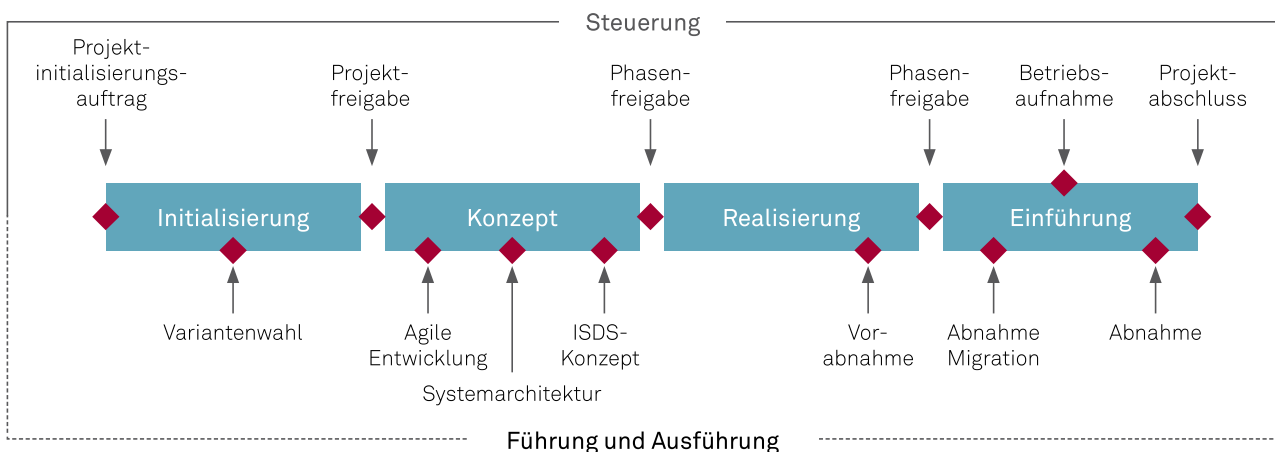 Steuerung
Projekt-
initialisierungs-
auftrag
Projekt-
freigabe
Phasen-
freigabe
Phasen-
freigabe
Betriebs-
aufnahme
Projekt-
abschluss
Initialisierung
Konzept
Realisierung
Einführung
Variantenwahl
Agile
Entwicklung
Systemarchitektur
ISDS-
Konzept
Vor-
abnahme
Abnahme
Migration
Abnahme
Führung und Ausführung